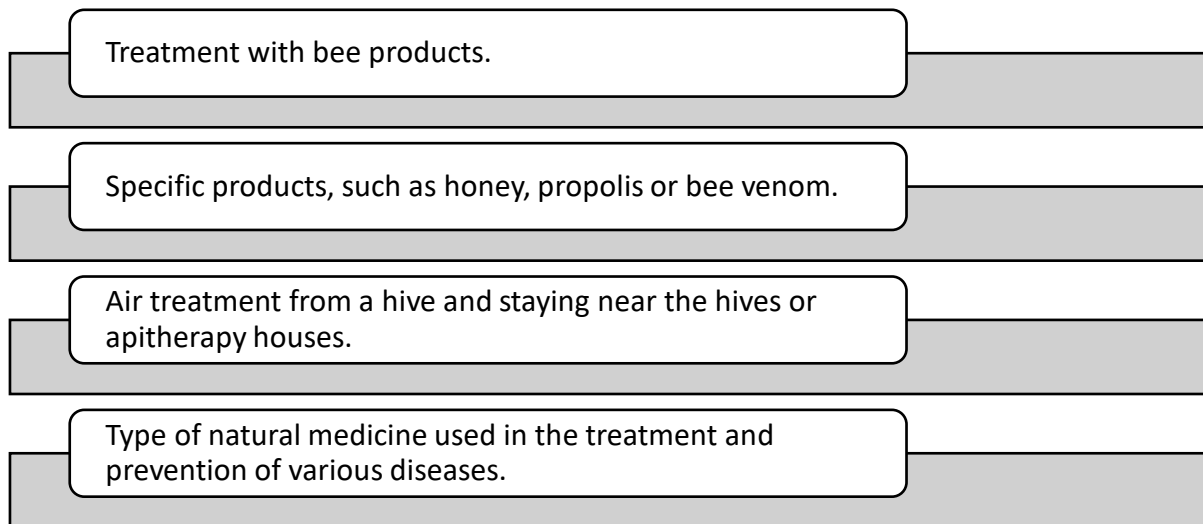 Treatment with bee products.
Specific products, such as honey, propolis or bee venom.
Air treatment from a hive and staying near the hives or
apitherapy houses.
Type of natural medicine used in the treatment and
prevention of various diseases.